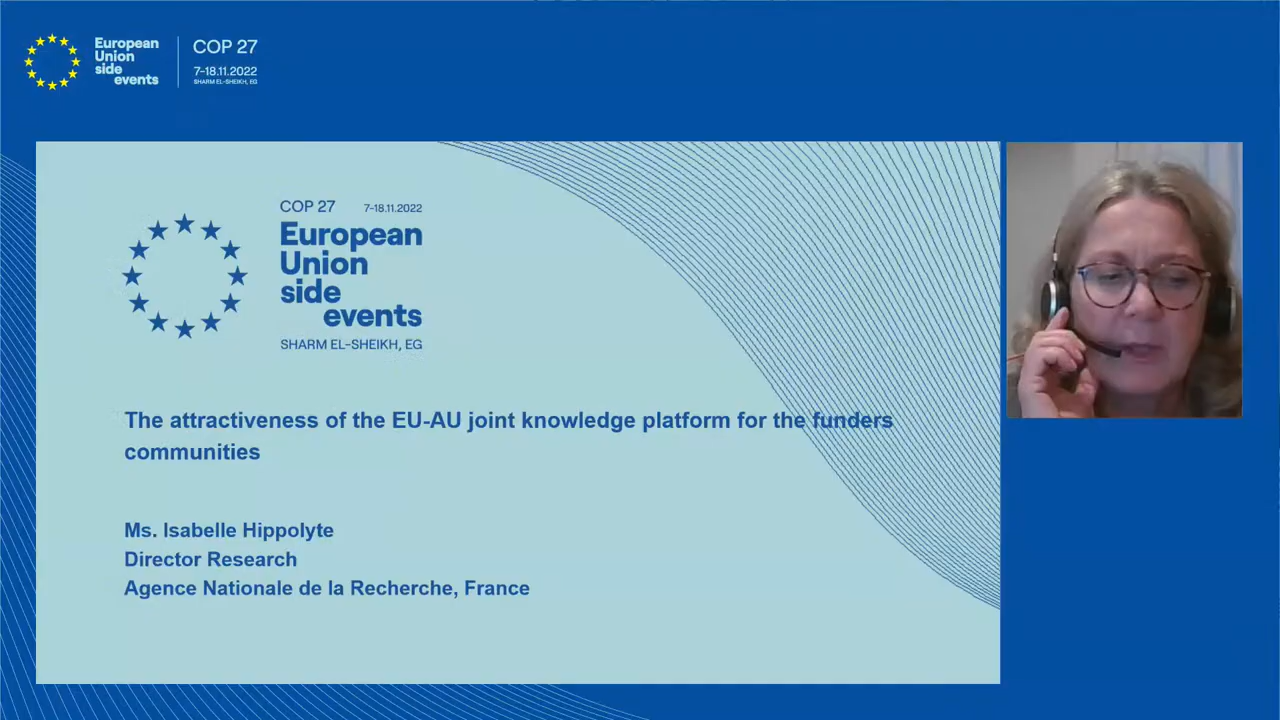 European
Union
side
events
COP 27
7-18.11.2022
SHARM EL-SHEIKH, EG
COP 27 7-18.11.2022
European
Union
side
events
SHARM EL-SHEIKH, EG
The attractiveness of the EU-AU joint knowledge platform for the funders
communities
Ms. Isabelle Hippolyte
Director Research
Agence Nationale de la Recherche, France